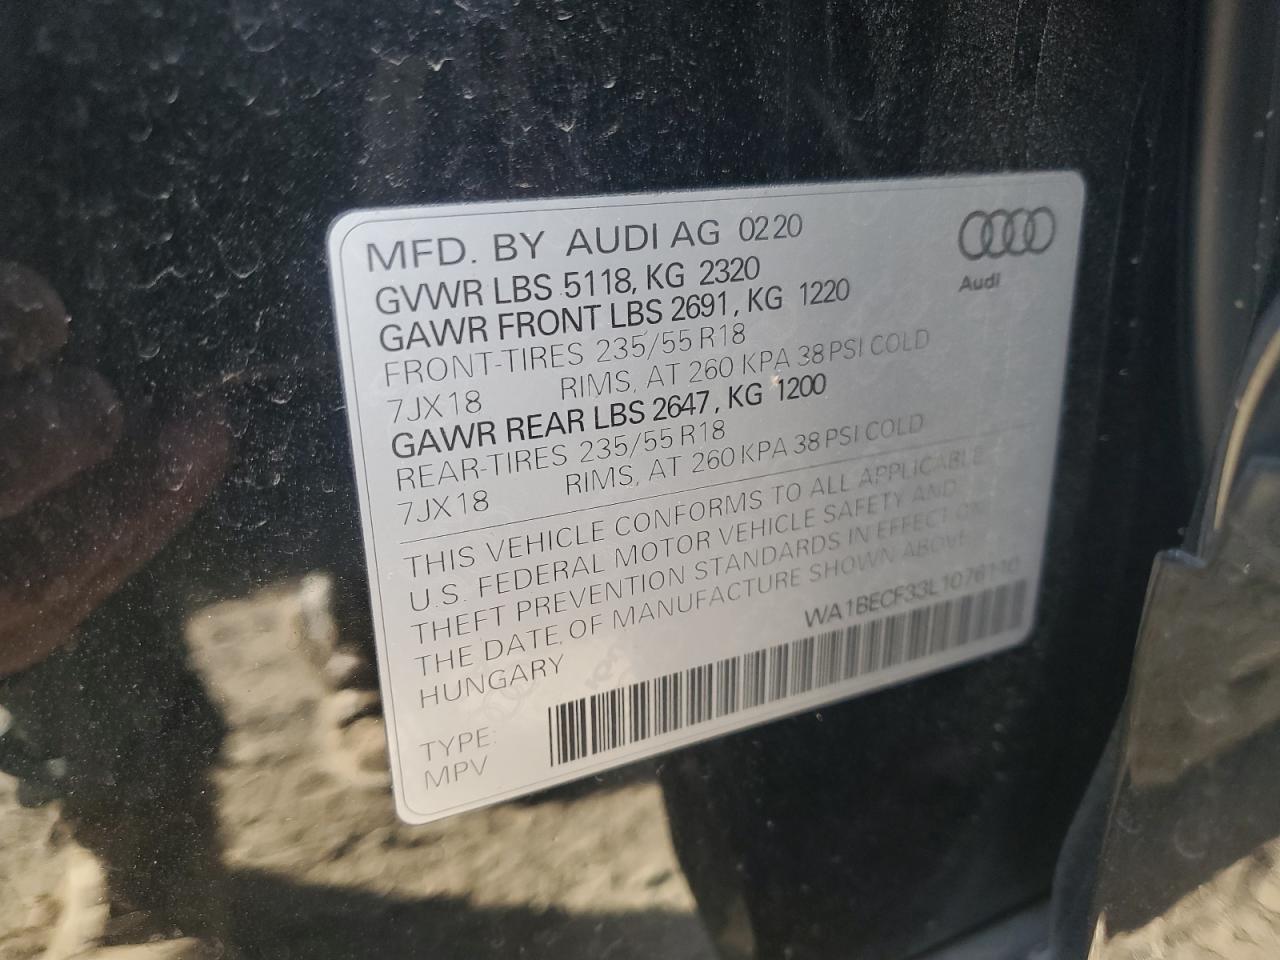 MFD. BY AUDI AG 02 20
GVWR LBS 5118, KG 2320
GAWR FRONT LBS 2691, KG 1220
FRONT-TIRES 235/55 R18
7JX18 RIMS, AT 260 KPA 38 PSI COLD
GAWR REAR LBS 2647, KG 1200
REAR-TIRES 235/55 R18
7JX18 RIMS, AT 260 KPA 38 PSI COLD
Audi
THIS VEHICLE CONFORMS TO ALL APPLICABLE
U.S. FEDERAL MOTOR VEHICLE SAFETY AND
THEFT PREVENTION STANDARDS IN EFFECT ON
THE DATE OF MANUFACTURE SHOWN ABOVE.
HUNGARY
WA1BECF33L1076110
TYPE:
MPV